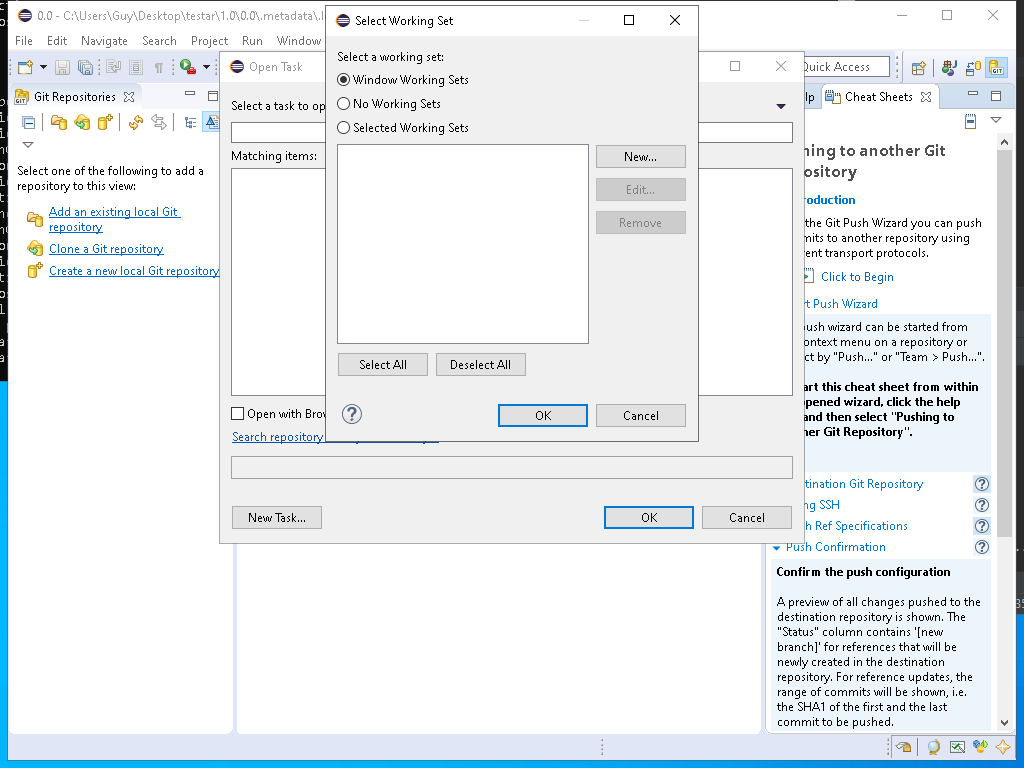 0.0 - C:\Users\Guy\Desktop\testar\1.0\0.0\.metadata\
File Edit Navigate Search Project Run Window
Quick Access
Git Repositories
Select one of the following to add a
repository to this view:
Add an existing local Git
repository
Clone a Git repository
Create a new local Git repository
Open Task
Select a task to op
Matching items:
Open with Brow
Search repository
New Task...
OK
Cancel
Select Working Set
Select a working set:
Window Working Sets
No Working Sets
Selected Working Sets
New...
Edit...
Remove
Select All
Deselect All
OK
Cancel
lp
Cheat Sheets
hing to another Git
ository
roduction
the Git Push Wizard you can push
mits to another repository using
rent transport protocols.
Click to Begin
rt Push Wizard
ush wizard can be started from
ontext menu on a repository or
ct by "Push..." or "Team > Push...".
art this cheat sheet from within
opened wizard, click the help
and then select "Pushing to
her Git Repository".
tination Git Repository
ng SSH
h Ref Specifications
Push Confirmation
Confirm the push configuration
A preview of all changes pushed to the
destination repository is shown. The
"Status" column contains '[new
branch]' for references that will be
newly created in the destination
repository. For reference updates, the
range of commits will be shown, i.e.
the SHA1 of the first and the last
commit to be pushed.